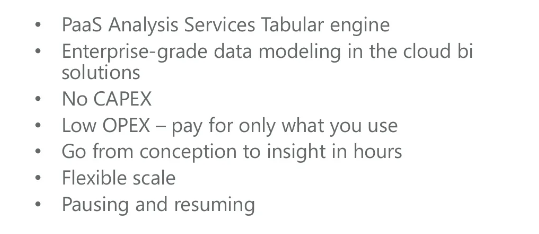 • PaaS Analysis Services Tabular engine
• Enterprise-grade data modeling in the cloud bi
solutions
• No CAPEX
• Low OPEX – pay for only what you use
• Go from conception to insight in hours
• Flexible scale
• Pausing and resuming